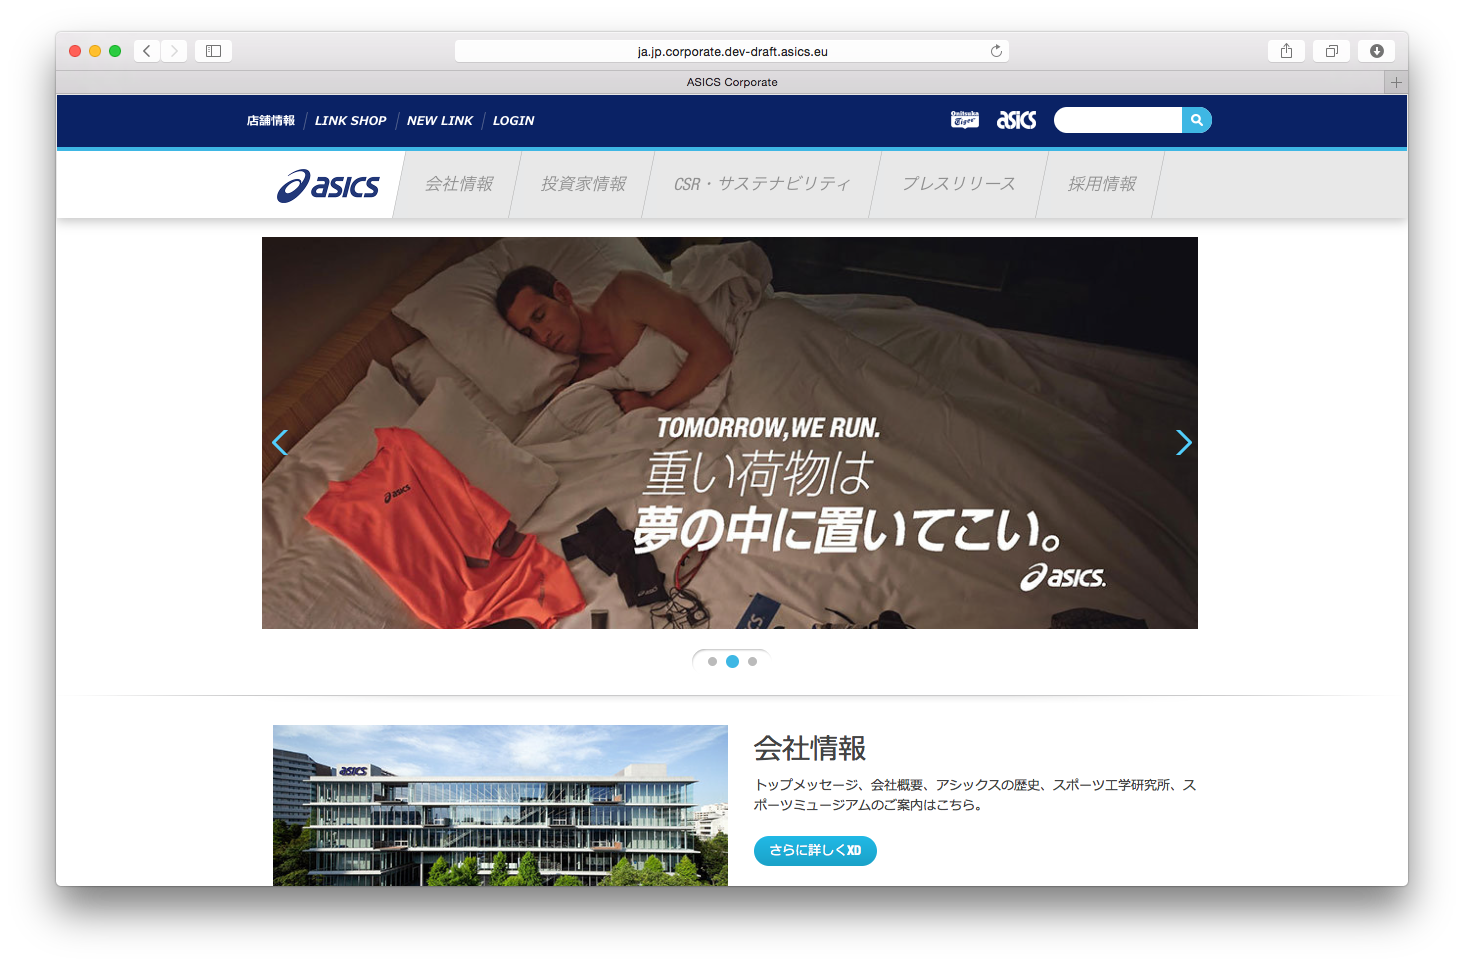 ja.jp.corporate.dev-draft.asics.eu
ASICS Corporate
店舗情報 LINK SHOP NEW LINK LOGIN
Onitsuka
Tiger
asics
asics 会社情報 投資家情報 CSR・サステナビリティ プレスリリース 採用情報
TOMORROW,WE RUN.
重い荷物は
夢の中に置いてこい。
asics
asics.
asics
会社情報
トップメッセージ、会社概要、アシックスの歴史、スポーツ工学研究所、ス
ポーツミュージアムのご案内はこちら。
さらに詳しくXD